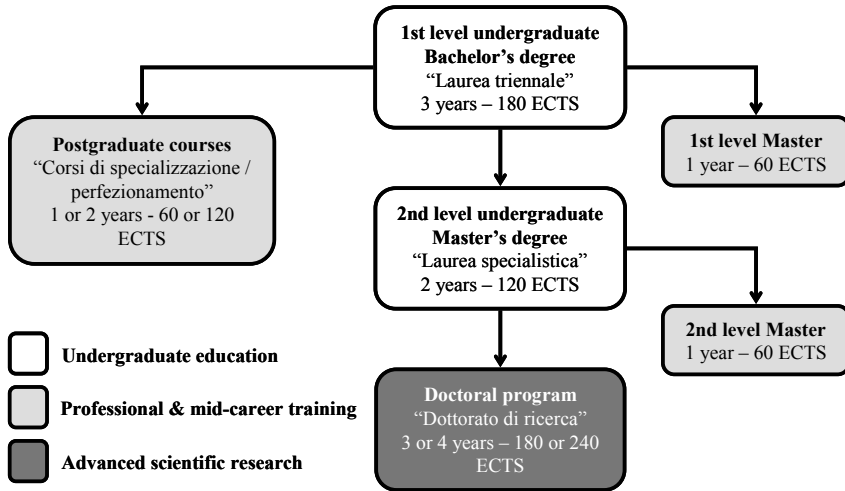 1st level undergraduate
Bachelor's degree
“Laurea triennale”
3 years – 180 ECTS
Postgraduate courses
“Corsi di specializzazione /
perfezionamento”
1 or 2 years - 60 or 120
ECTS
1st level Master
1 year – 60 ECTS
2nd level undergraduate
Master's degree
“Laurea specialistica”
2 years – 120 ECTS
2nd level Master
1 year – 60 ECTS
Doctoral program
“Dottorato di ricerca”
3 or 4 years – 180 or 240
ECTS
Undergraduate education
Professional & mid-career training
Advanced scientific research